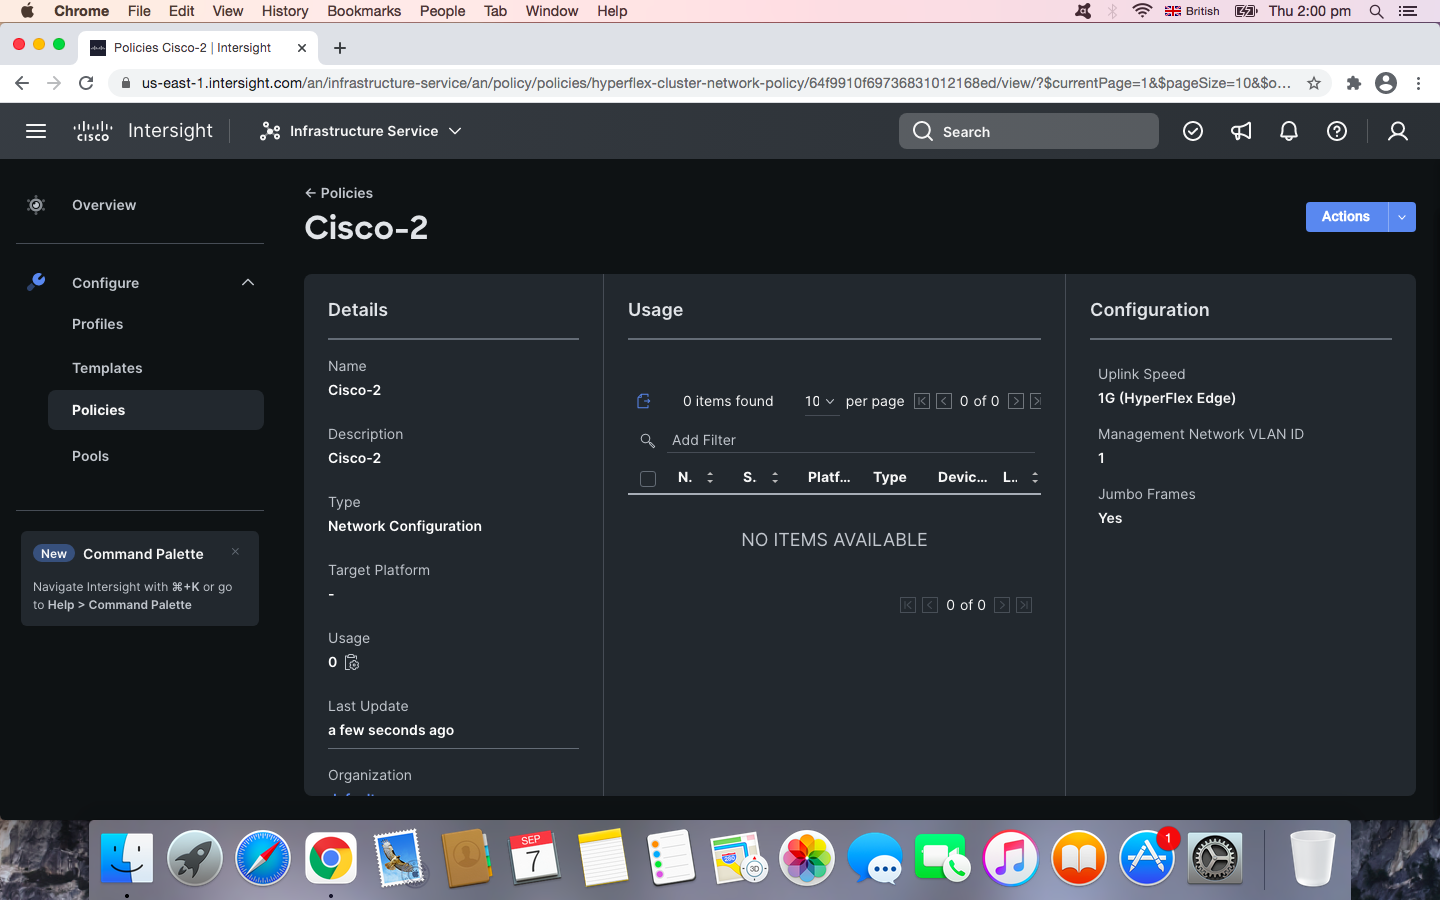 Chrome File Edit View History Bookmarks People Tab Window Help
British Thu 2:00 pm
Policies Cisco-2 | Intersight
us-east-1.intersight.com/an/infrastructure-service/an/policy/policies/hyperflex-cluster-network-policy/64f9910f69736831012168ed/view/?$currentPage=1&$pageSize=10&$o...
cisco Intersight
Infrastructure Service
Search
Overview
Configure
Profiles
Templates
Policies
Pools
New Command Palette
Navigate Intersight with ⌘+K or go
to Help > Command Palette
← Policies
Cisco-2
Actions
Details
Name
Cisco-2
Description
Cisco-2
Type
Network Configuration
Target Platform
-
Usage
0
Last Update
a few seconds ago
Organization
Usage
0 items found 10 per page 0 of 0
Add Filter
N. S. Platf... Type Devic... L..
NO ITEMS AVAILABLE
0 of 0
Configuration
Uplink Speed
1G (HyperFlex Edge)
Management Network VLAN ID
1
Jumbo Frames
Yes
SEP
7
280
3D
1